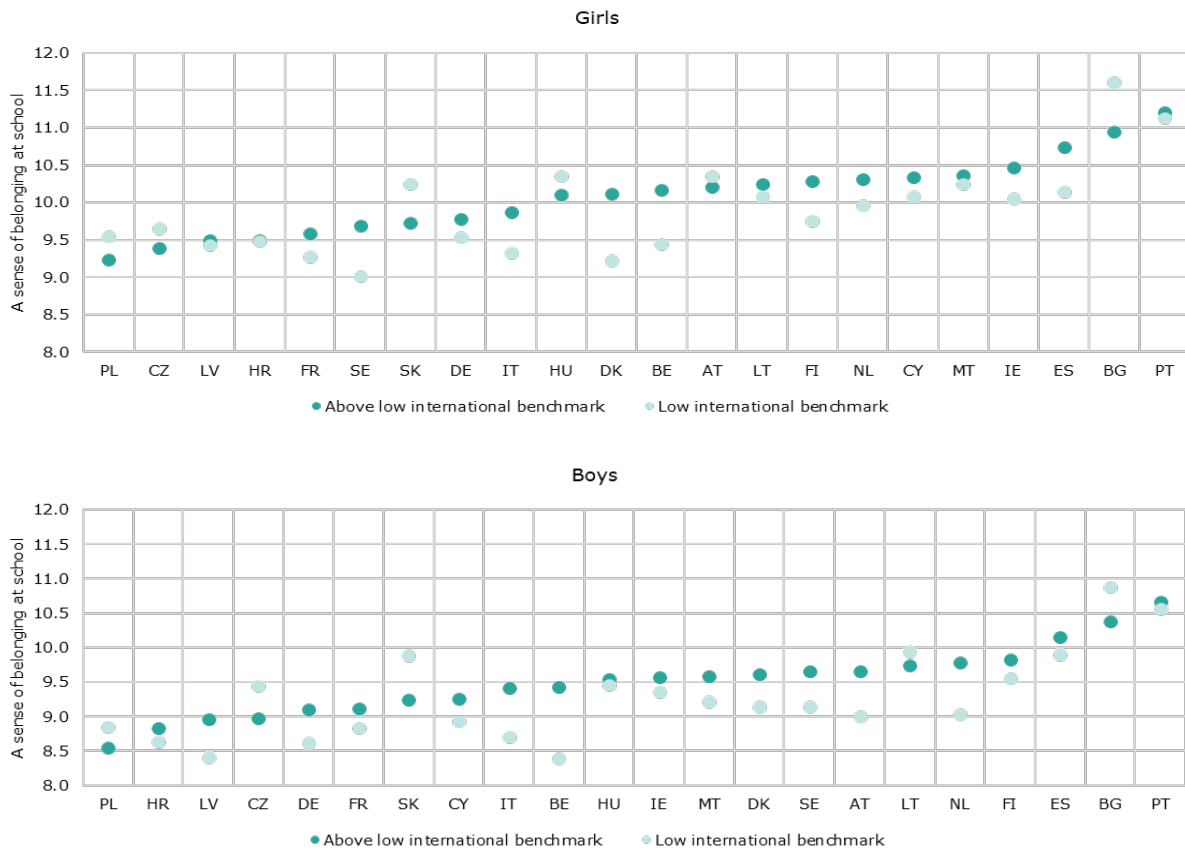 Girls
12.0
11.5
11.0
10.5
10.0
9.5
9.0
8.5
8.0
A sense of belonging at school
PL CZ LV HR FR SE SK DE IT HU DK BE AT LT FI NL CY MT IE ES BG PT
Above low international benchmark Low international benchmark
Boys
12.0
11.5
11.0
10.5
10.0
9.5
9.0
8.5
8.0
A sense of belonging at school
PL HR LV CZ DE FR SK CY IT BE HU IE MT DK SE AT LT NL FI ES BG PT
Above low international benchmark Low international benchmark